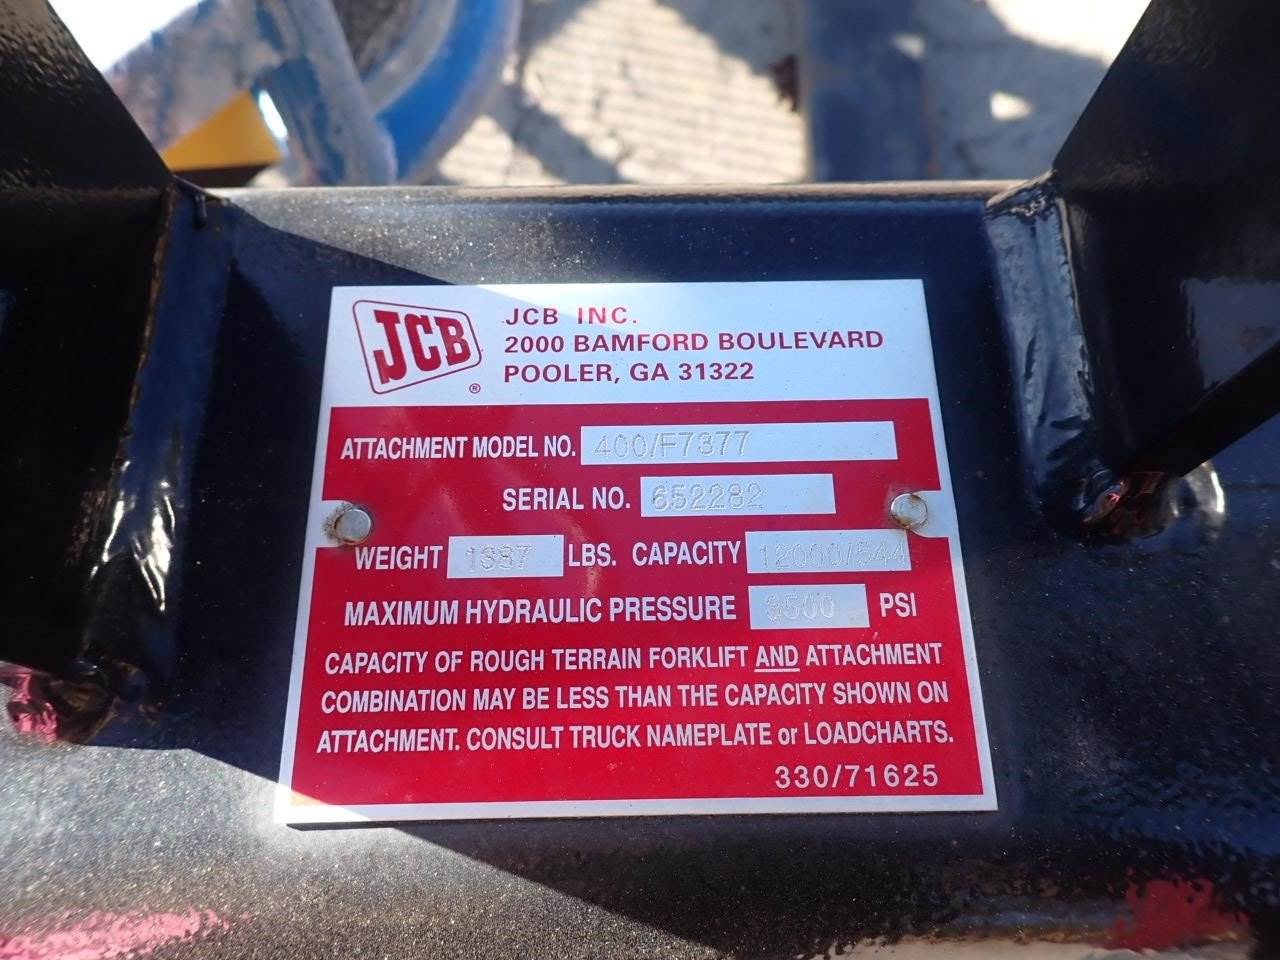 JCB
®
JCB INC.
2000 BAMFORD BOULEVARD
POOLER, GA 31322
ATTACHMENT MODEL NO. 400/F7377
SERIAL NO. 652282
WEIGHT 1387 LBS. CAPACITY 12000/544
MAXIMUM HYDRAULIC PRESSURE 3500 PSI
CAPACITY OF ROUGH TERRAIN FORKLIFT AND ATTACHMENT
COMBINATION MAY BE LESS THAN THE CAPACITY SHOWN ON
ATTACHMENT. CONSULT TRUCK NAMEPLATE or LOADCHARTS.
330/71625